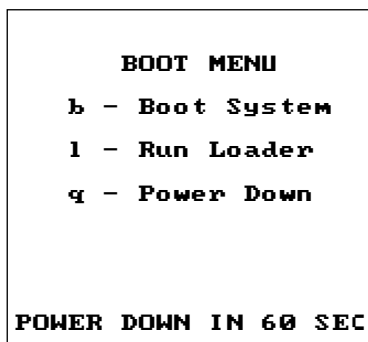 BOOT MENU
b - Boot System
l - Run Loader
q - Power Down
POWER DOWN IN 60 SEC